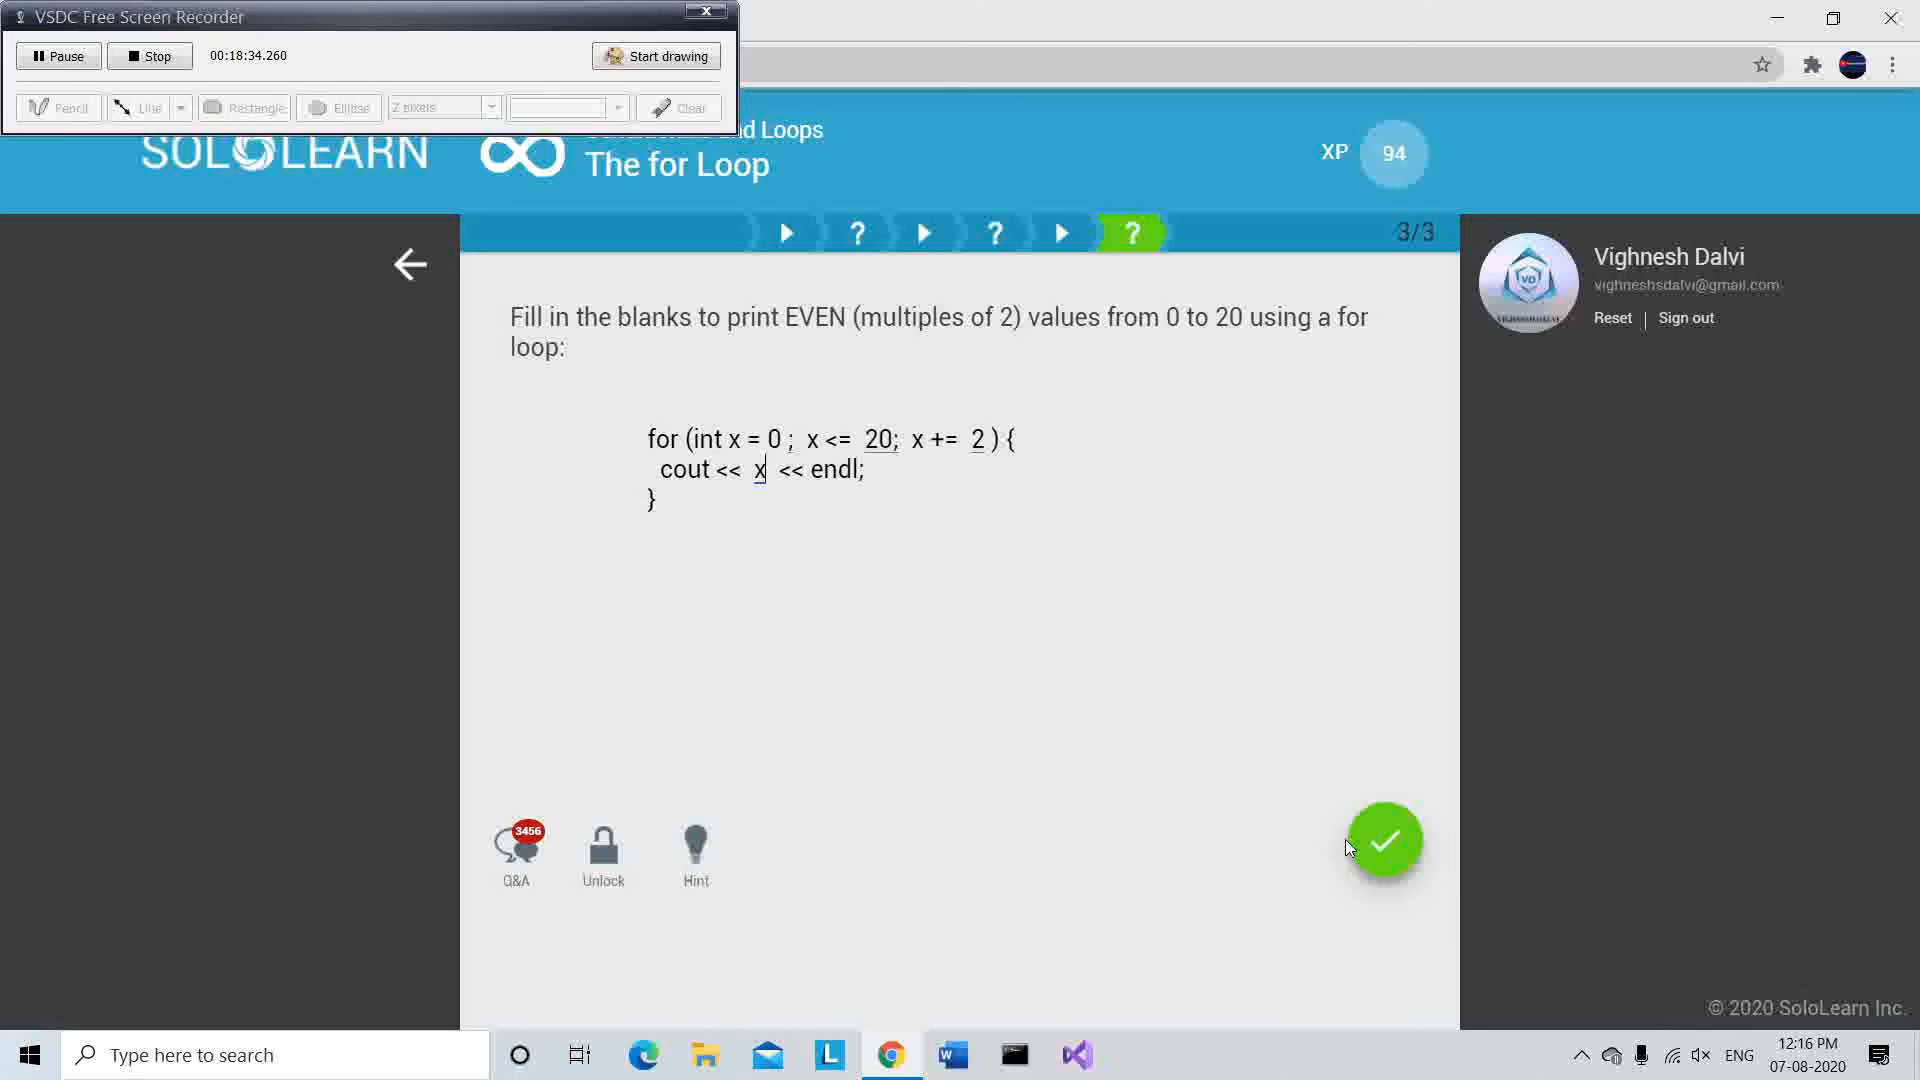 VSDC Free Screen Recorder
Pause
Stop
00:18:34.260
Start drawing
Pencil
Line
Rectangle
Ellipse
2 pixels
Clear
SOLOLEARN
and Loops
The for Loop
XP
94
? ? ?
3/3
Vighnesh Dalvi
vighneshsdalvi@gmail.com
Reset | Sign out
VD
Fill in the blanks to print EVEN (multiples of 2) values from 0 to 20 using a for
loop:
for (int x = 0 ; x <= 20; x += 2 ) {
cout << x << endl;
}
3456
Q&A
Unlock
Hint
© 2020 SoloLearn Inc.
Type here to search
L
W
ENG
12:16 PM
07-08-2020